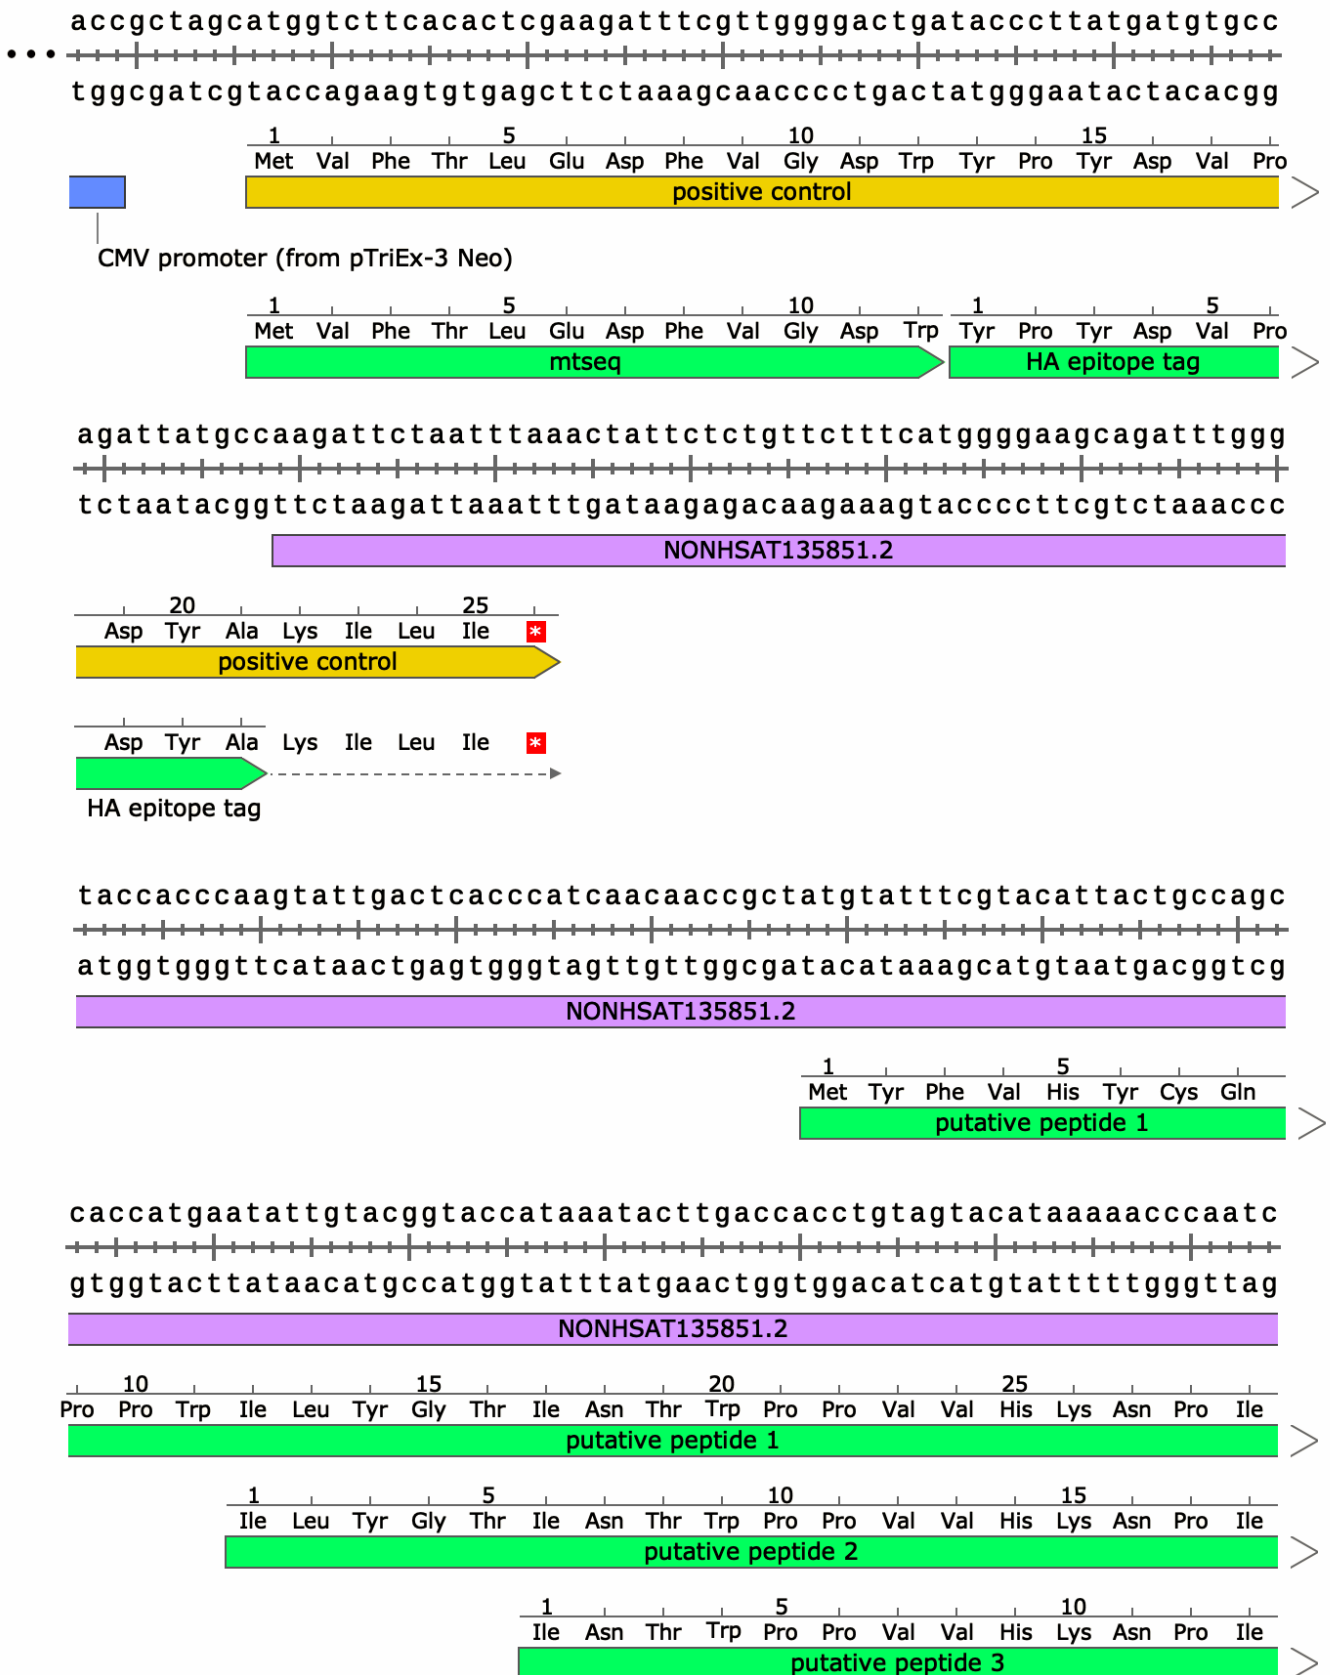 accgctagcatggtcttcacactcgaagatttcgttggggactgatacccttatgatgtgcc
•••
tggcgatcgtaccagaagtgtgagcttctaaagcaacccctgactatgggaatactacacgg
1 5 10 15
Met Val Phe Thr Leu Glu Asp Phe Val Gly Asp Trp Tyr Pro Tyr Asp Val Pro
positive control
CMV promoter (from pTriEx-3 Neo)
1 5 10 1 5
Met Val Phe Thr Leu Glu Asp Phe Val Gly Asp Trp Tyr Pro Tyr Asp Val Pro
mtseq HA epitope tag
agattatgccaagattctaatttaaactattctctgttctttcatggggaagcagatttggg
tctaatacggttctaagattaaatttgataagagacaagaaagtaccccttcgtctaaaccc
NONHSAT135851.2
20 25
Asp Tyr Ala Lys Ile Leu Ile *
positive control
Asp Tyr Ala Lys Ile Leu Ile *
HA epitope tag
taccacccaagtattgactcacccatcaacaaccgctatgtatttcgtacattactgccagc
atggtgggttcataactgagtgggtagttgttggcgatacataaagcatgtaatgacggtcg
NONHSAT135851.2
1 5
Met Tyr Phe Val His Tyr Cys Gln
putative peptide 1
caccatgaatattgtacggtaccataaatacttgaccacctgtagtacataaaaacccaatc
gtggtacttataacatgccatggtatttatgaactggtggacatcatgtatttttgggttag
NONHSAT135851.2
10 15 20 25
Pro Pro Trp Ile Leu Tyr Gly Thr Ile Asn Thr Trp Pro Pro Val Val His Lys Asn Pro Ile
putative peptide 1
1 5 10 15
Ile Leu Tyr Gly Thr Ile Asn Thr Trp Pro Pro Val Val His Lys Asn Pro Ile
putative peptide 2
1 5 10
Ile Asn Thr Trp Pro Pro Val Val His Lys Asn Pro Ile
putative peptide 3